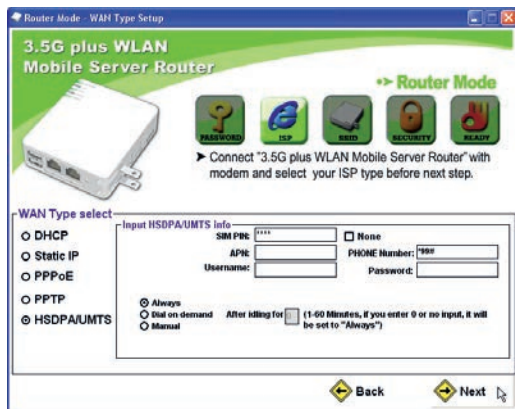 Router Mode - WAN Type Setup
3.5G plus WLAN
Mobile Server Router
Router Mode
PASSWORD
ISP
SSID
SECURITY
READY
➤ Connect "3.5G plus WLAN Mobile Server Router" with
modem and select your ISP type before next step.
WAN Type select
DHCP
Static IP
PPPoE
PPTP
HSDPA/UMTS
Input HSDPA/UMTS info
SIM PIN: **** None
APN: PHONE Number: *99#
Username: Password:
Always
Dial on demand After idling for (1-60 Minutes, if you enter 0 or no input, it will
Manual be set to "Always")
Back Next